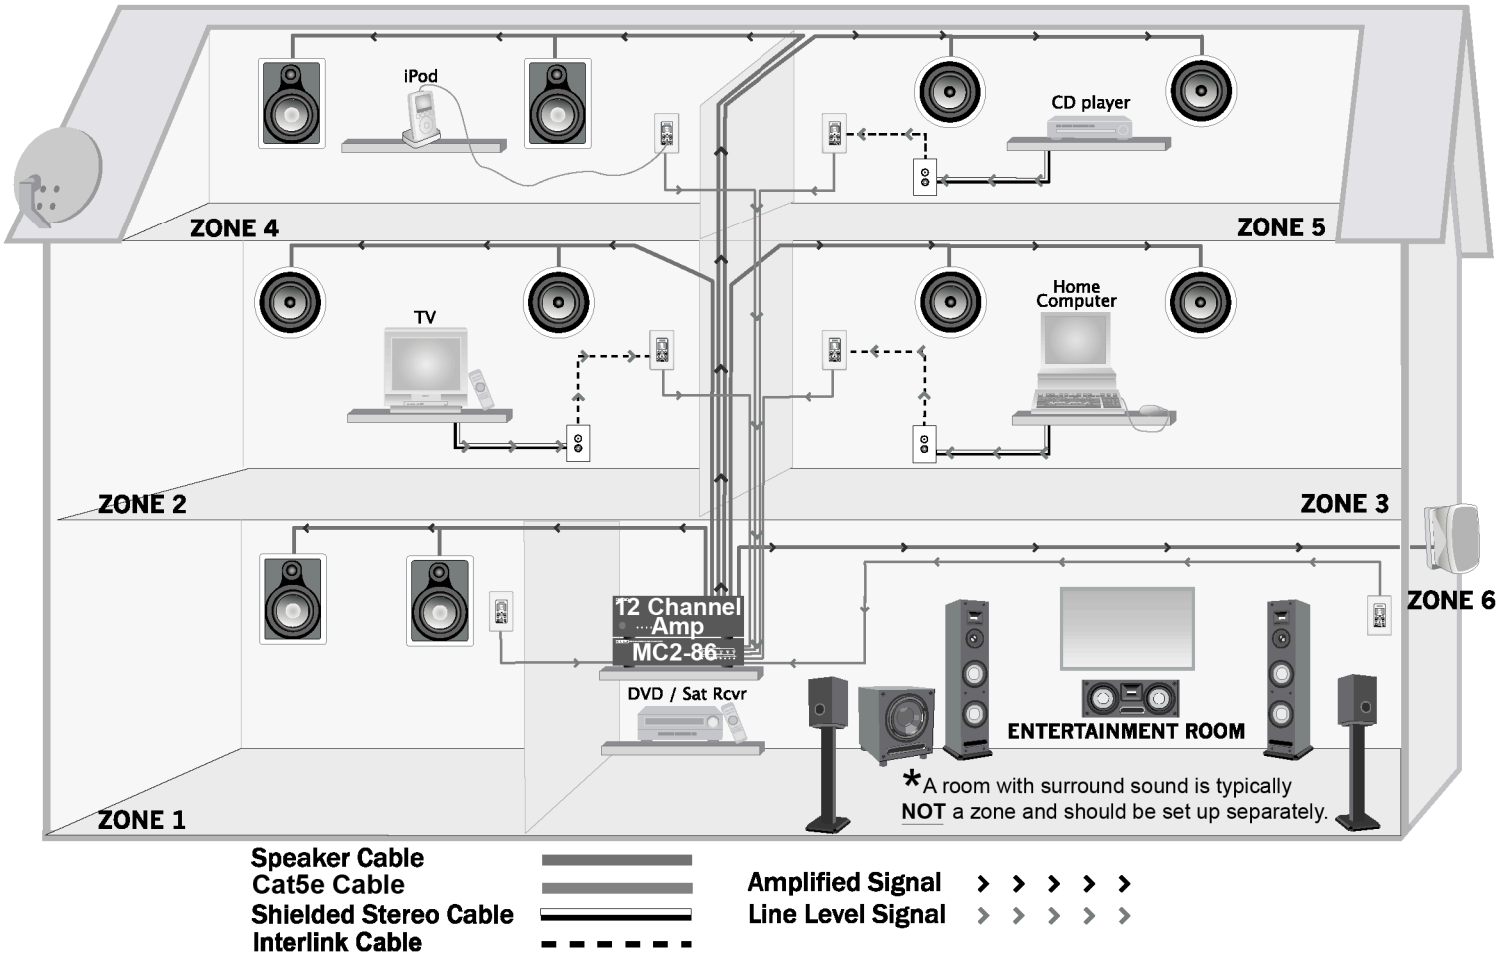 iPod
CD player
ZONE 4
ZONE 5
TV
Home
Computer
ZONE 2
ZONE 3
12 Channel
Amp
MC2-86
ZONE 6
DVD / Sat Rcvr
ENTERTAINMENT ROOM
*A room with surround sound is typically
NOT a zone and should be set up separately.
ZONE 1
Speaker Cable
Cat5e Cable
Shielded Stereo Cable
Interlink Cable
Amplified Signal
Line Level Signal